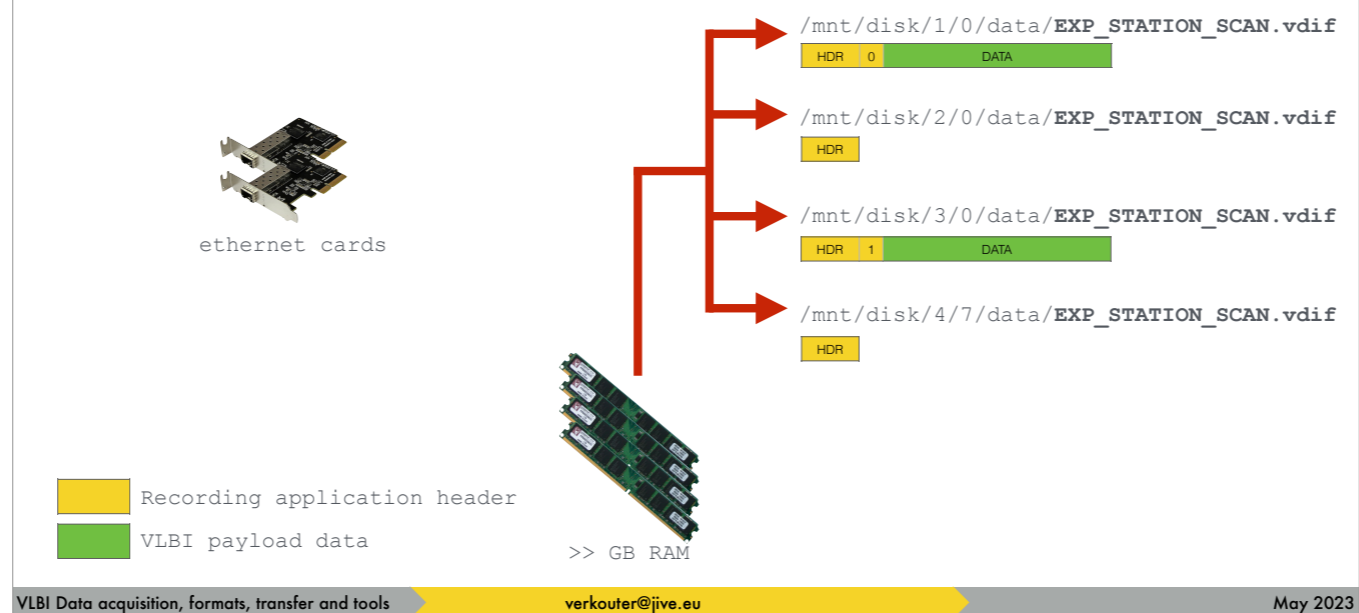 /mnt/disk/1/0/data/EXP_STATION_SCAN.vdif
HDR 0 DATA
/mnt/disk/2/0/data/EXP_STATION_SCAN.vdif
HDR
/mnt/disk/3/0/data/EXP_STATION_SCAN.vdif
HDR 1 DATA
ethernet cards
/mnt/disk/4/7/data/EXP_STATION_SCAN.vdif
HDR
Recording application header
VLBI payload data
>> GB RAM
VLBI Data acquisition, formats, transfer and tools
verkouter@jive.eu
May 2023